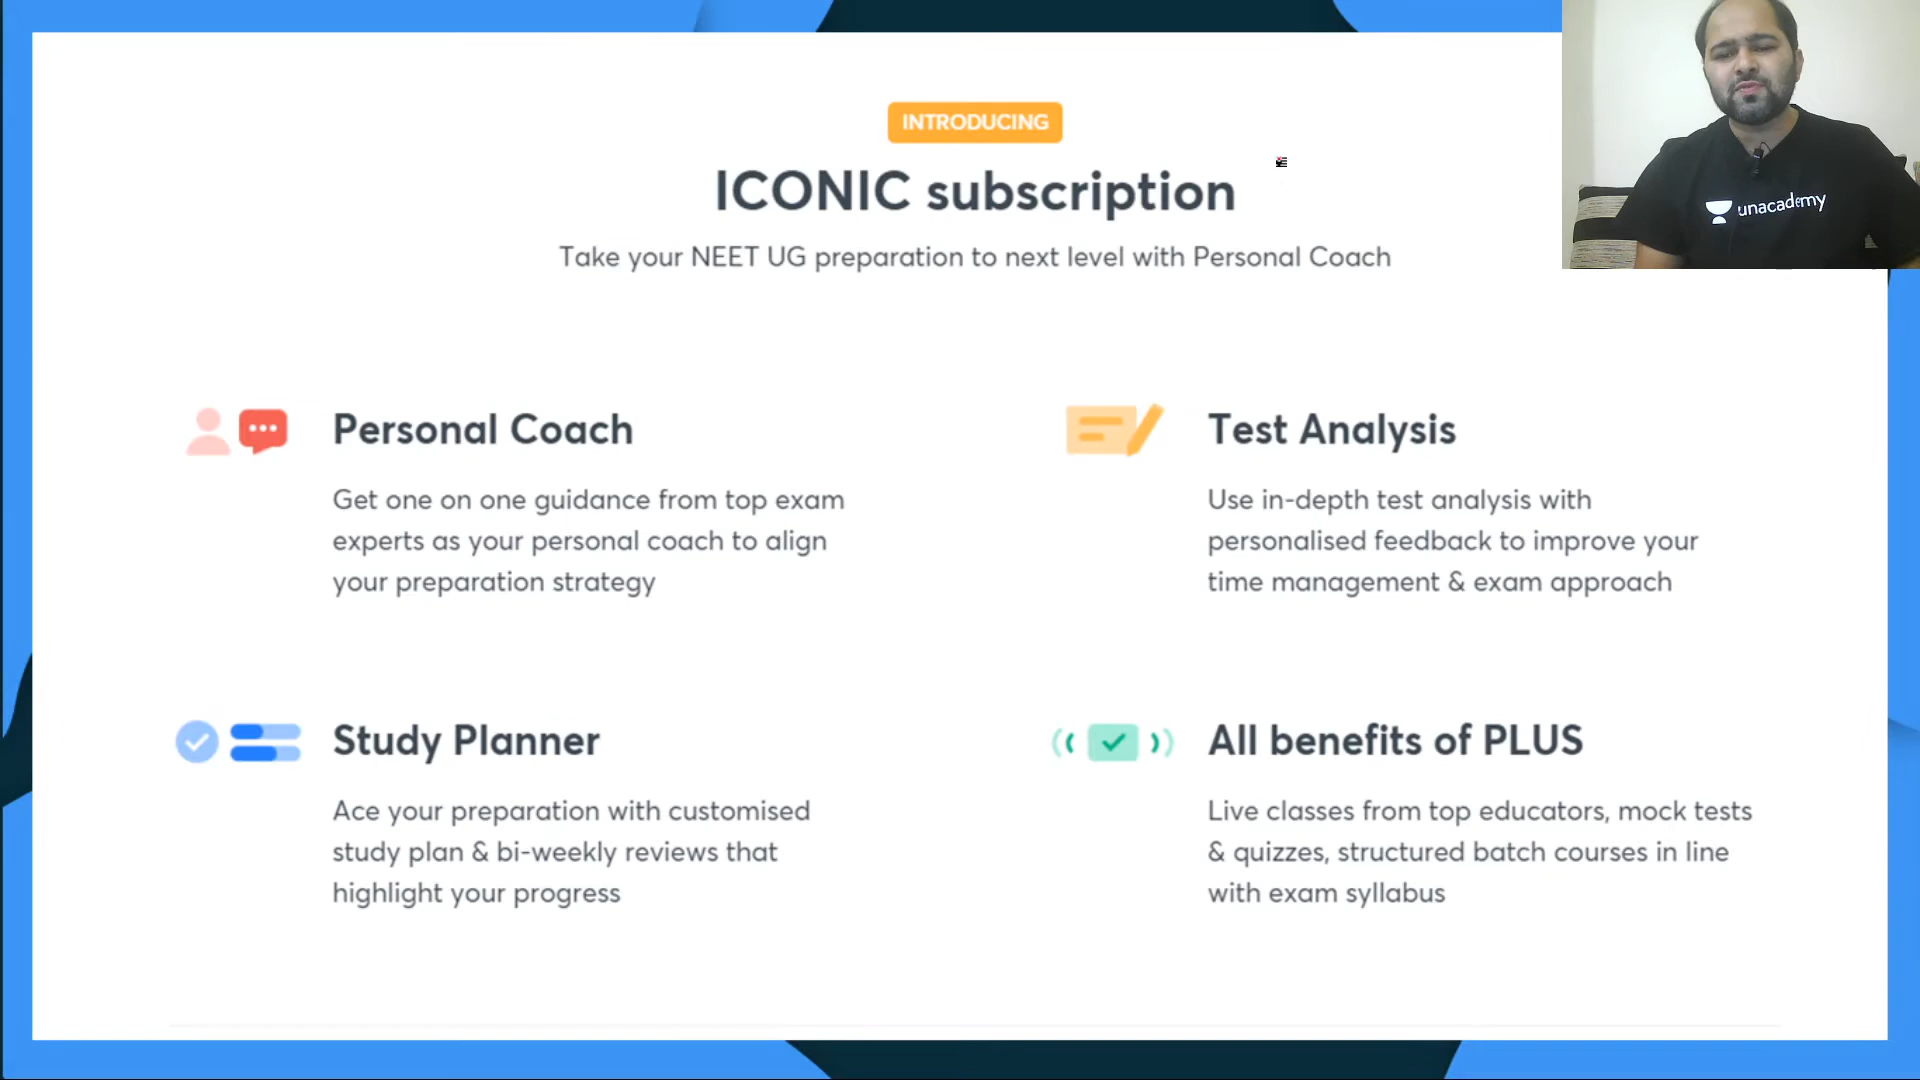 INTRODUCING
ICONIC subscription
Take your NEET UG preparation to next level with Personal Coach
unacademy
Personal Coach
Get one on one guidance from top exam
experts as your personal coach to align
your preparation strategy
Test Analysis
Use in-depth test analysis with
personalised feedback to improve your
time management & exam approach
Study Planner
Ace your preparation with customised
study plan & bi-weekly reviews that
highlight your progress
All benefits of PLUS
Live classes from top educators, mock tests
& quizzes, structured batch courses in line
with exam syllabus